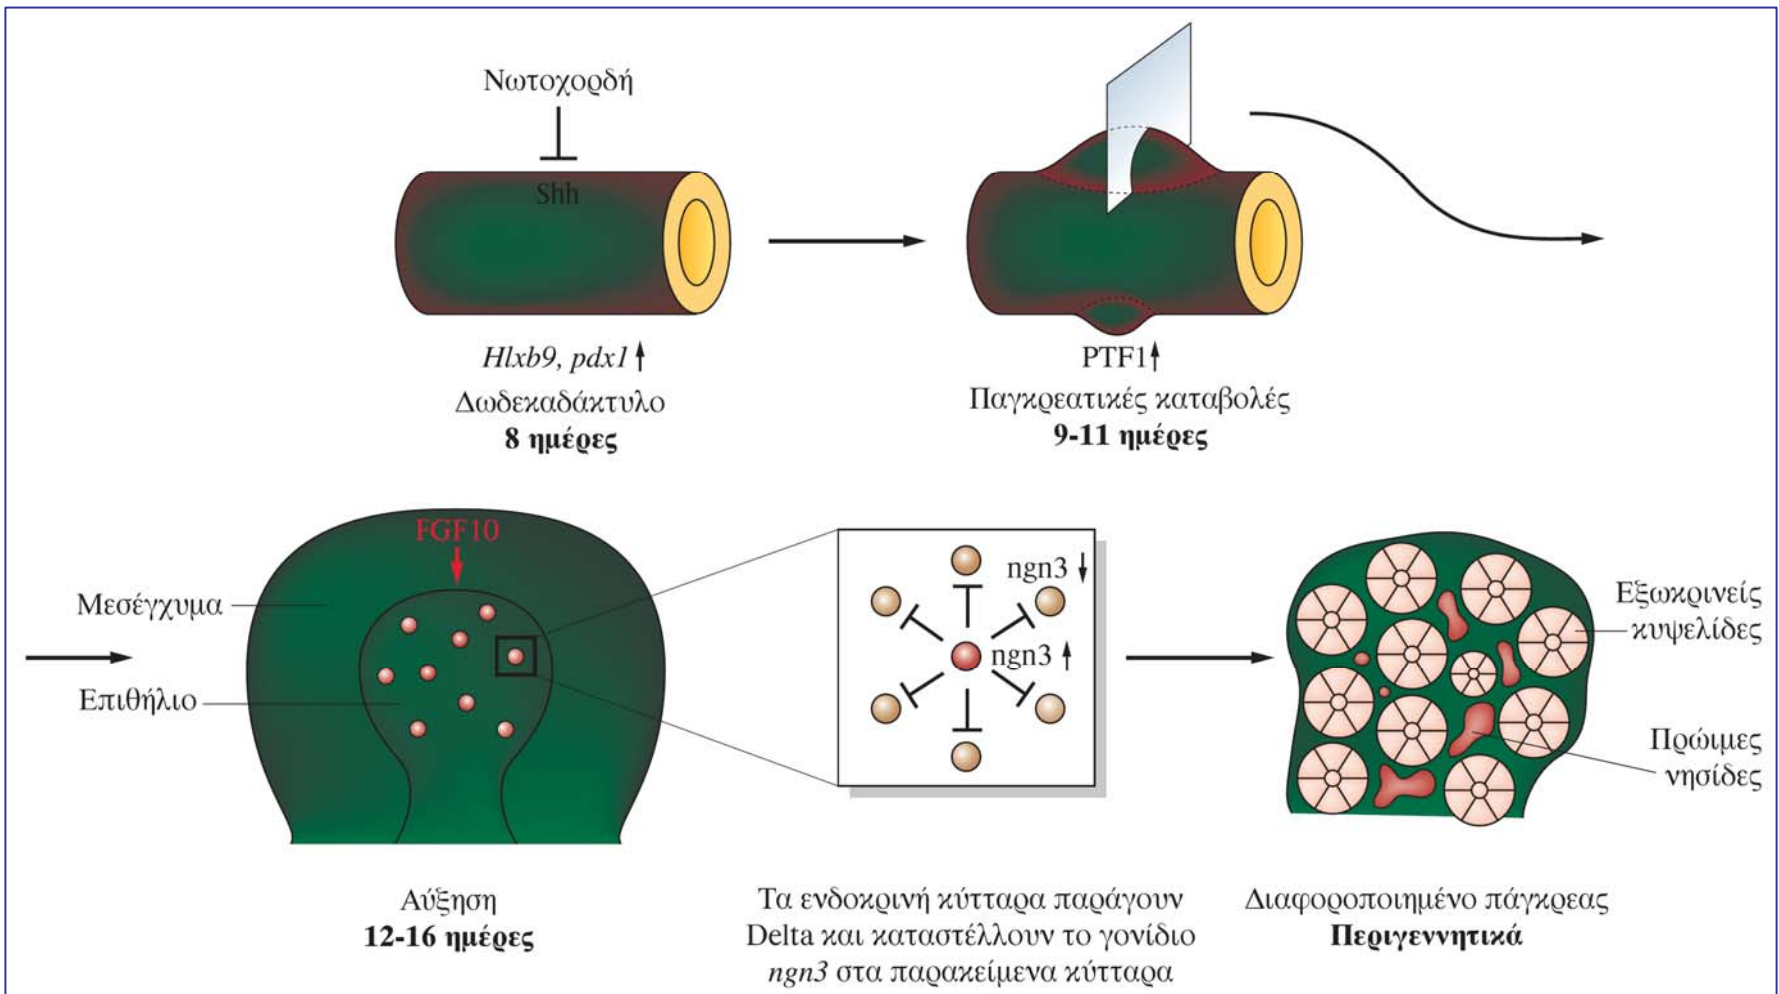 Νωτοχορδή
Shh
Hlxb9, pdx1
Δωδεκαδάκτυλο
8 ημέρες
PTF1
Παγκρεατικές καταβολές
9-11 ημέρες
FGF10
Μεσέγχυμα
Επιθήλιο
Αύξηση
12-16 ημέρες
ngn3
ngn3
Τα ενδοκρινή κύτταρα παράγουν
Delta και καταστέλλουν το γονίδιο
ngn3 στα παρακείμενα κύτταρα
Εξωκρινείς
κυψελίδες
Πρώιμες
νησίδες
Διαφοροποιημένο πάγκρεας
Περιγεννητικά